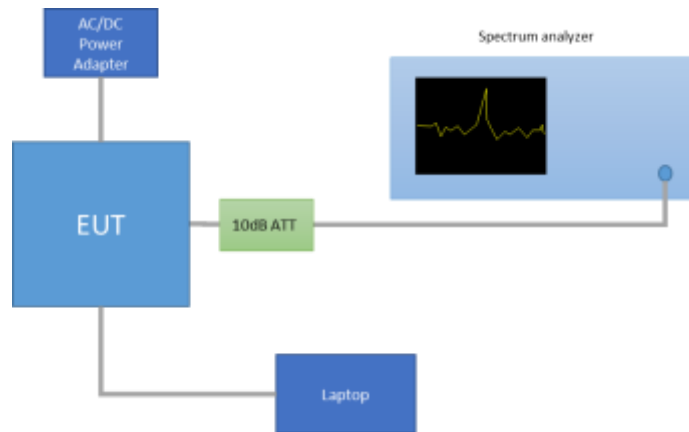 AC/DC
Power
Adapter
Spectrum analyzer
EUT
10dB ATT
Laptop